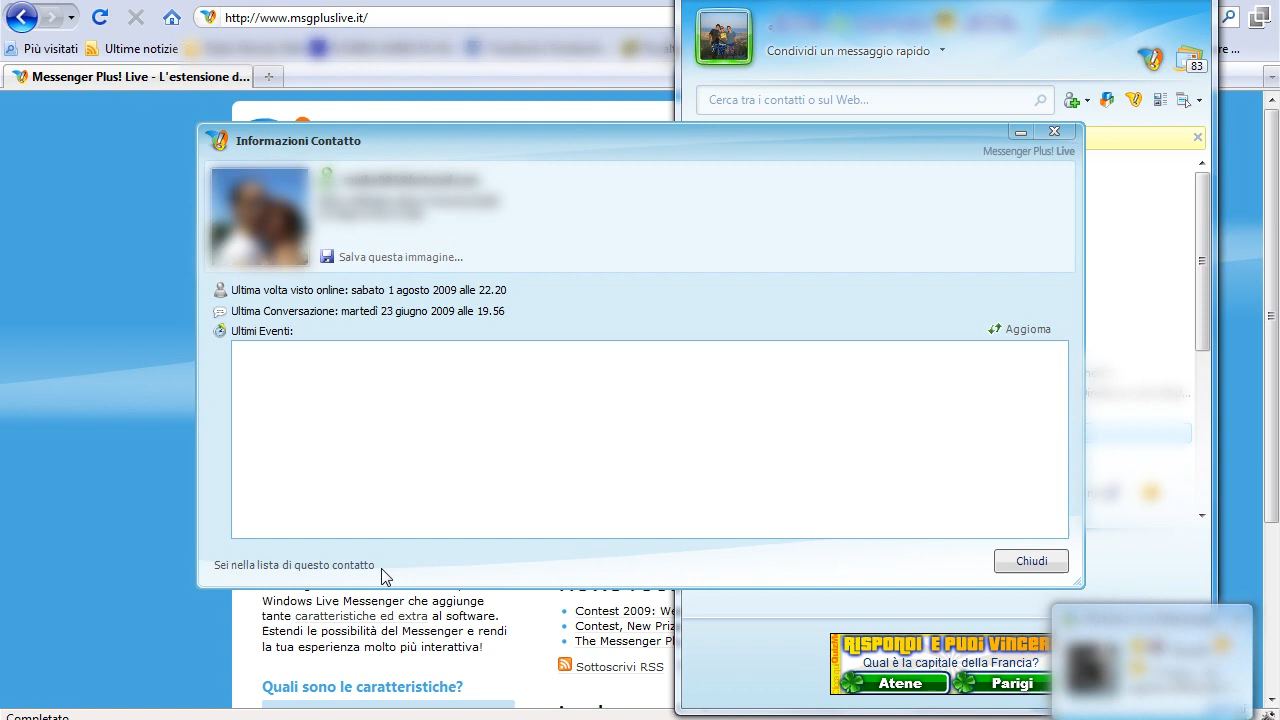 http://www.msgpluslive.it/
Condividi un messaggio rapido
83
Più visitati
Ultime notizie
re ...
Messenger Plus! Live - L'estensione d...
Cerca tra i contatti o sul Web...
Informazioni Contatto
Messenger Plus! Live
Salva questa immagine...
Ultima volta visto online: sabato 1 agosto 2009 alle 22.20
Ultima Conversazione: martedì 23 giugno 2009 alle 19.56
Ultimi Eventi:
Aggiorna
Sei nella lista di questo contatto
Chiudi
Windows Live Messenger che aggiunge
tante caratteristiche ed extra al software.
Estendi le possibilità del Messenger e rendi
la tua esperienza molto più interattiva!
Contest 2009: We
Contest, New Priz
The Messenger Pl
Sottoscrivi RSS
Quali sono le caratteristiche?
RISPONDI E PUOI VINCERE
Qual è la capitale della Francia?
Atene
Parigi
Completato